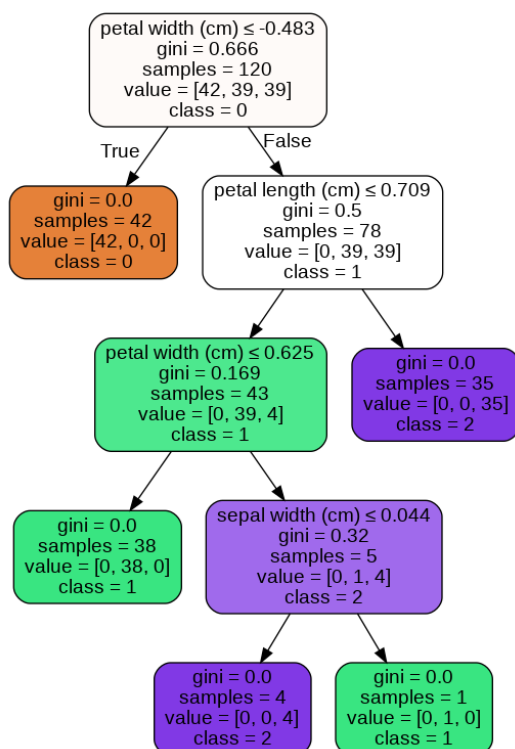 petal width (cm) ≤ -0.483
gini = 0.666
samples = 120
value = [42, 39, 39]
class = 0
True
False
gini = 0.0
samples = 42
value = [42, 0, 0]
class = 0
petal length (cm) ≤ 0.709
gini = 0.5
samples = 78
value = [0, 39, 39]
class = 1
petal width (cm) ≤ 0.625
gini = 0.169
samples = 43
value = [0, 39, 4]
class = 1
gini = 0.0
samples = 35
value = [0, 0, 35]
class = 2
gini = 0.0
samples = 38
value = [0, 38, 0]
class = 1
sepal width (cm) ≤ 0.044
gini = 0.32
samples = 5
value = [0, 1, 4]
class = 2
gini = 0.0
samples = 4
value = [0, 0, 4]
class = 2
gini = 0.0
samples = 1
value = [0, 1, 0]
class = 1